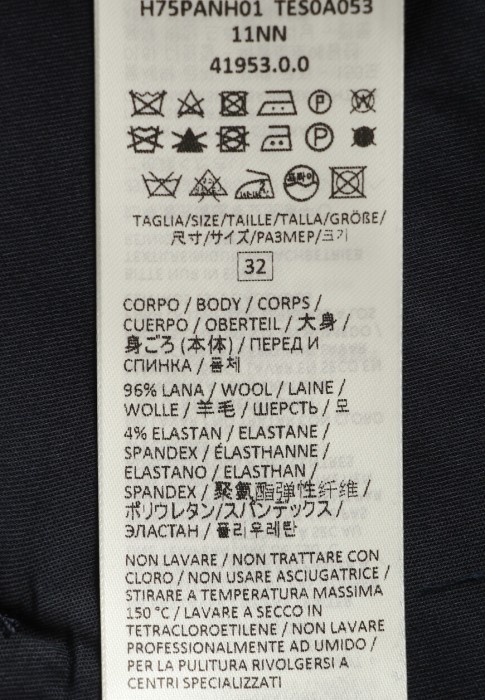 H75PANH01 TES0A053
11NN
41953.0.0
TAGLIA/SIZE/TAILLE/TALLA/GRÖßE/
尺寸/サイズ/РАЗМЕР/크기
32
CORPO / BODY / CORPS /
CUERPO / OBERTEIL / 大身 /
身ごろ (本体) / ПЕРЕД И
СПИНКА / 몸체
96% LANA / WOOL / LAINE /
WOLLE / 羊毛 / ШЕРСТЬ / 모
4% ELASTAN / ELASTANE /
SPANDEX / ÉLASTHANNE /
ELASTANO / ELASTHAN /
SPANDEX / 聚氨酯弹性纤维 /
ポリウレタン/スパンデックス /
ЭЛАСТАН / 폴리우레탄
NON LAVARE / NON TRATTARE CON
CLORO / NON USARE ASCIUGATRICE /
STIRARE A TEMPERATURA MASSIMA
150 °C / LAVARE A SECCO IN
TETRACLOROETILENE / NON LAVARE
PROFESSIONALMENTE AD UMIDO /
PER LA PULITURA RIVOLGERSI A
CENTRI SPECIALIZZATI